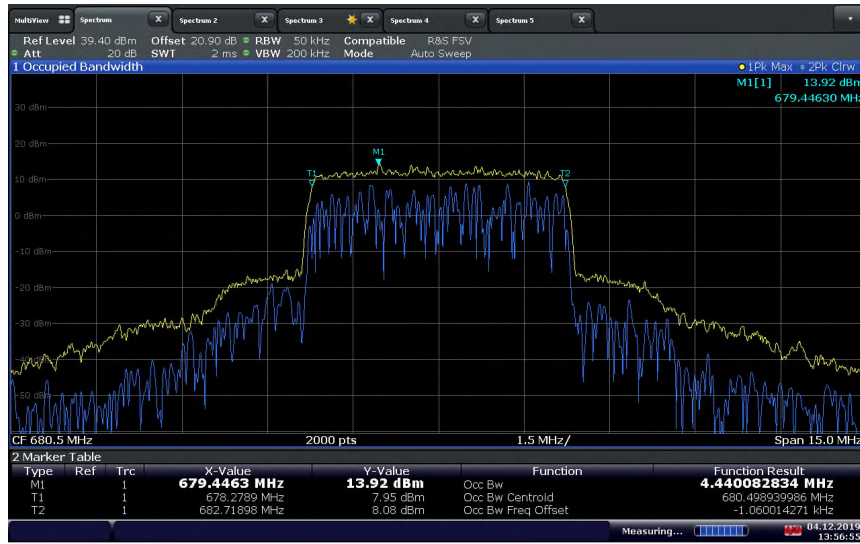 MultiView Spectrum X Spectrum 2 X Spectrum 3 X Spectrum 4 X Spectrum 5 X
Ref Level 39.40 dBm Offset 20.90 dB RBW 50 kHz Compatible R&S FSV
Att 20 dB SWT 2 ms VBW 200 kHz Mode Auto Sweep
1 Occupied Bandwidth 1Pk Max 2Pk Clrw
M1[1] 13.92 dBm
679.44630 MHz
30 dBm
20 dBm
M1
T1 T2
10 dBm
0 dBm
-10 dBm
-20 dBm
-30 dBm
-40 dBm
-50 dBm
CF 680.5 MHz 2000 pts 1.5 MHz/ Span 15.0 MHz
2 Marker Table
Type Ref Trc X-Value Y-Value Function Function Result
M1 1 679.4463 MHz 13.92 dBm Occ Bw 4.440082834 MHz
T1 1 678.2789 MHz 7.95 dBm Occ Bw Centroid 680.498939986 MHz
T2 1 682.71898 MHz 8.08 dBm Occ Bw Freq Offset -1.060014271 kHz
Measuring... 04.12.2019
13:56:55